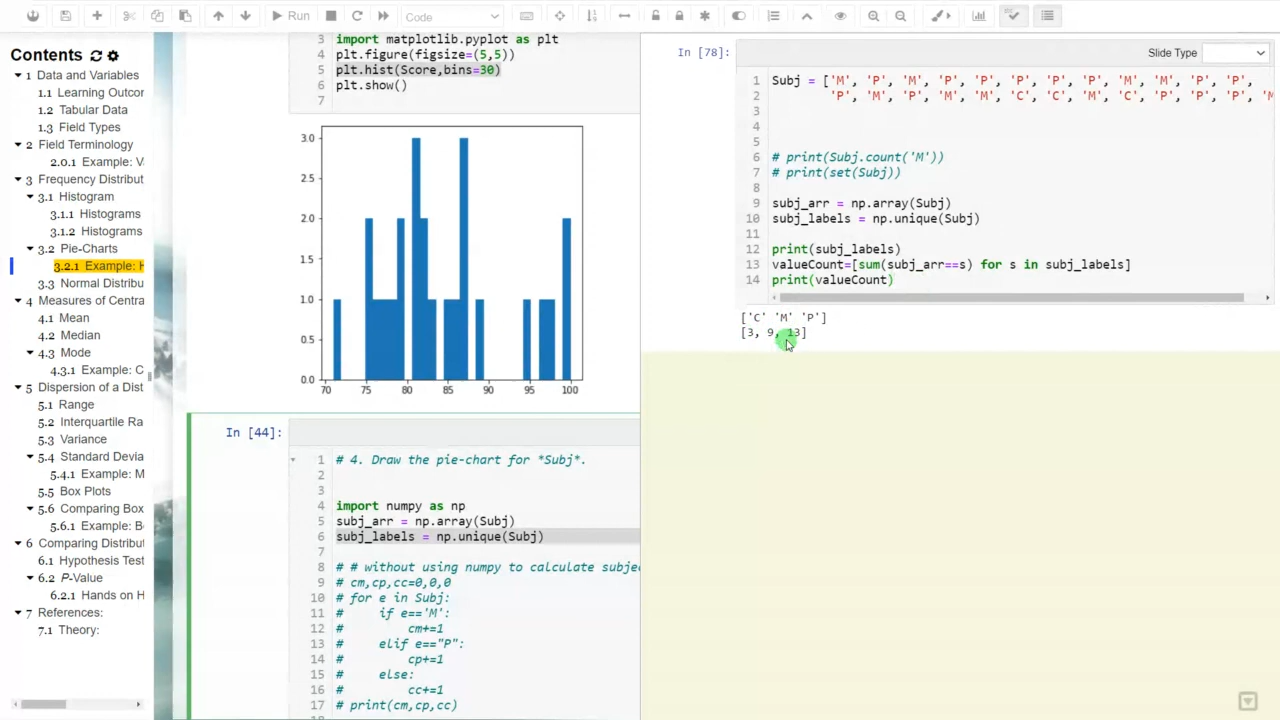 Run
Code
Contents
1 Data and Variables
1.1 Learning Outcor
1.2 Tabular Data
1.3 Field Types
2 Field Terminology
2.0.1 Example: V
3 Frequency Distribut
3.1 Histogram
3.1.1 Histograms
3.1.2 Histograms
3.2 Pie-Charts
3.2.1 Example: H
3.3 Normal Distribu
4 Measures of Centra
4.1 Mean
4.2 Median
4.3 Mode
4.3.1 Example: C
5 Dispersion of a Dist
5.1 Range
5.2 Interquartile Ra
5.3 Variance
5.4 Standard Devia
5.4.1 Example: M
5.5 Box Plots
5.6 Comparing Box
5.6.1 Example: B
6 Comparing Distribut
6.1 Hypothesis Test
6.2 P-Value
6.2.1 Hands on H
7 References:
7.1 Theory:
3 import matplotlib.pyplot as plt
4 plt.figure(figsize=(5,5))
5 plt.hist(Score,bins=30)
6 plt.show()
7
3.0
2.5
2.0
1.5
1.0
0.5
0.0
70 75 80 85 90 95 100
In [44]:
1 # 4. Draw the pie-chart for *Subj*.
2
3
4 import numpy as np
5 subj_arr = np.array(Subj)
6 subj_labels = np.unique(Subj)
7
8 # # without using numpy to calculate subje
9 # cm,cp,cc=0,0,0
10 # for e in Subj:
11 # if e=='M':
12 # cm+=1
13 # elif e=="P":
14 # cp+=1
15 # else:
16 # cc+=1
17 # print(cm,cp,cc)
In [78]:
Slide Type
1 Subj = ['M', 'P', 'M', 'P', 'P', 'P', 'P', 'P', 'M', 'M', 'P', 'P',
2 'P', 'M', 'P', 'M', 'M', 'C', 'C', 'M', 'C', 'P', 'P', 'P', 'M
3
4
5
6 # print(Subj.count('M'))
7 # print(set(Subj))
8
9 subj_arr = np.array(Subj)
10 subj_labels = np.unique(Subj)
11
12 print(subj_labels)
13 valueCount=[sum(subj_arr==s) for s in subj_labels]
14 print(valueCount)
['C' 'M' 'P']
[3, 9, 13]